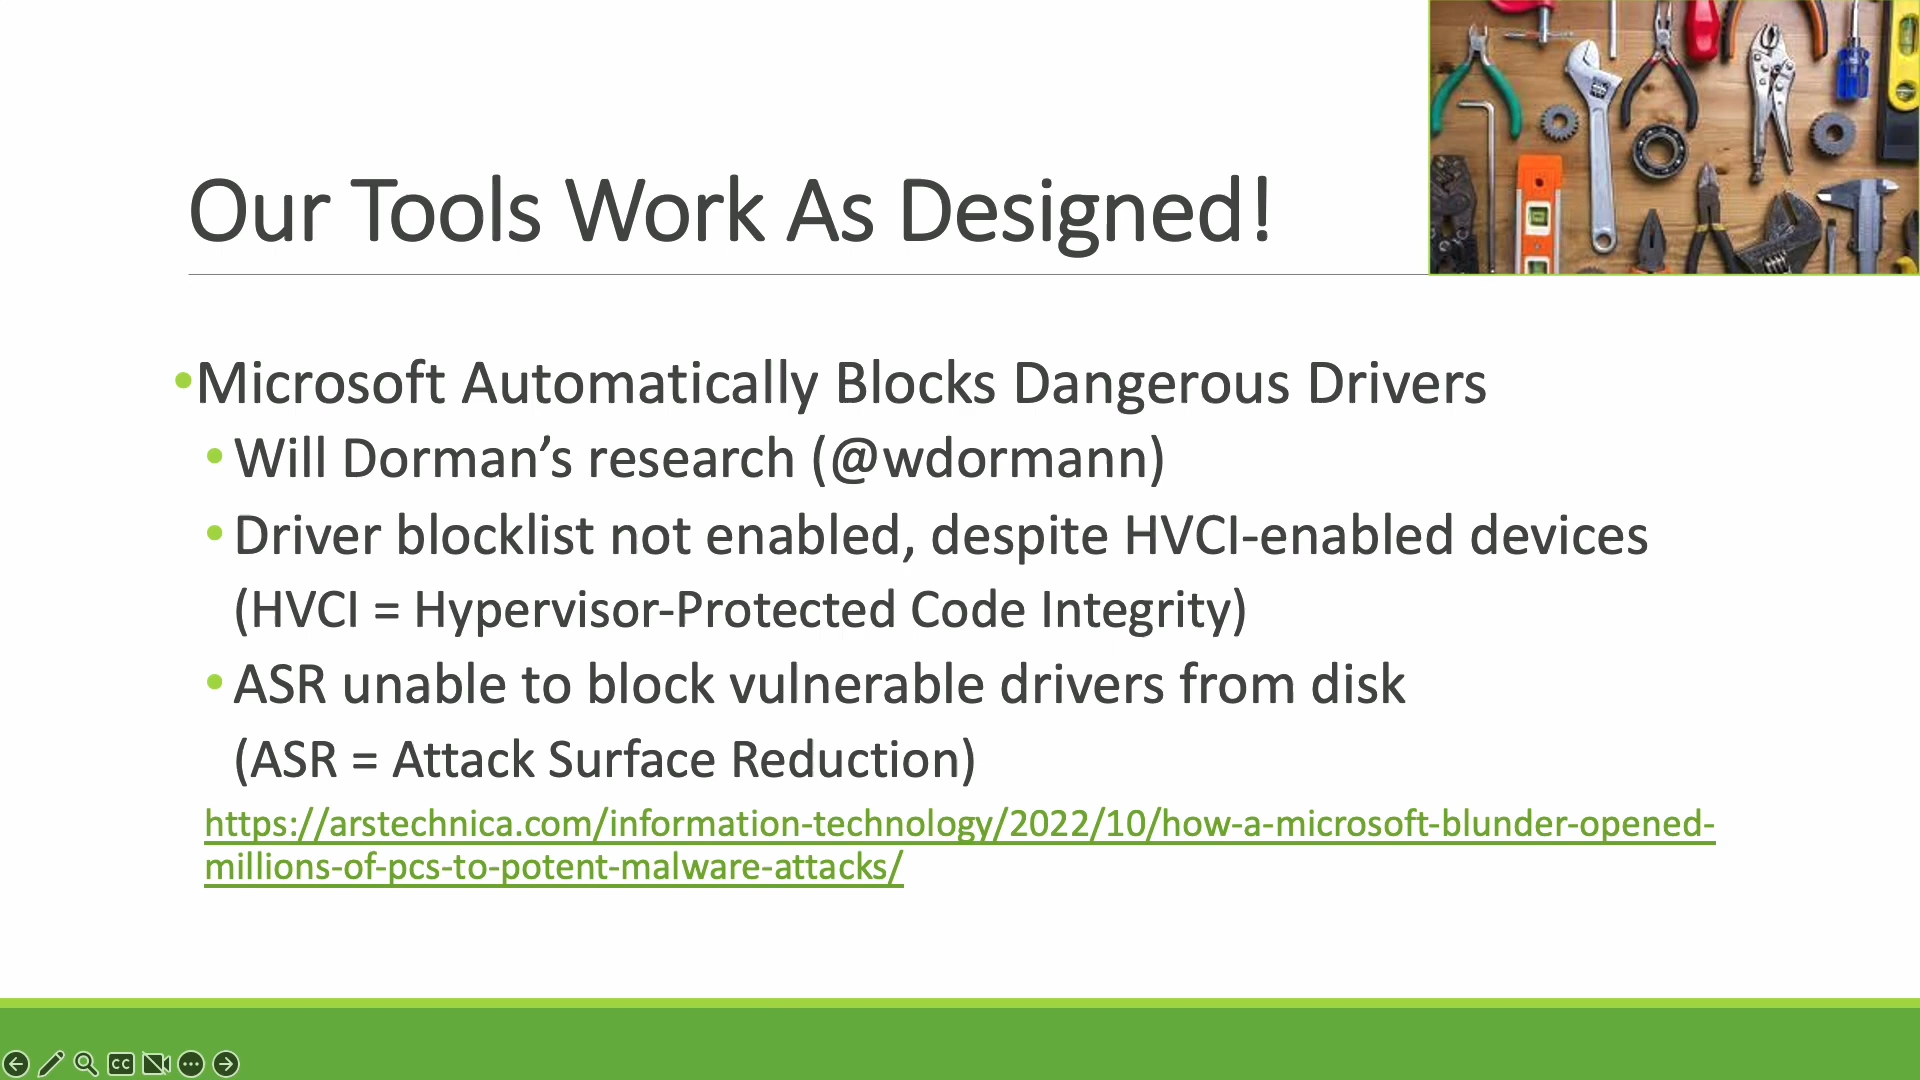 Our Tools Work As Designed!
•Microsoft Automatically Blocks Dangerous Drivers
•Will Dorman’s research (@wdormann)
•Driver blocklist not enabled, despite HVCI-enabled devices
(HVCI = Hypervisor-Protected Code Integrity)
•ASR unable to block vulnerable drivers from disk
(ASR = Attack Surface Reduction)
https://arstechnica.com/information-technology/2022/10/how-a-microsoft-blunder-opened-
millions-of-pcs-to-potent-malware-attacks/
CC